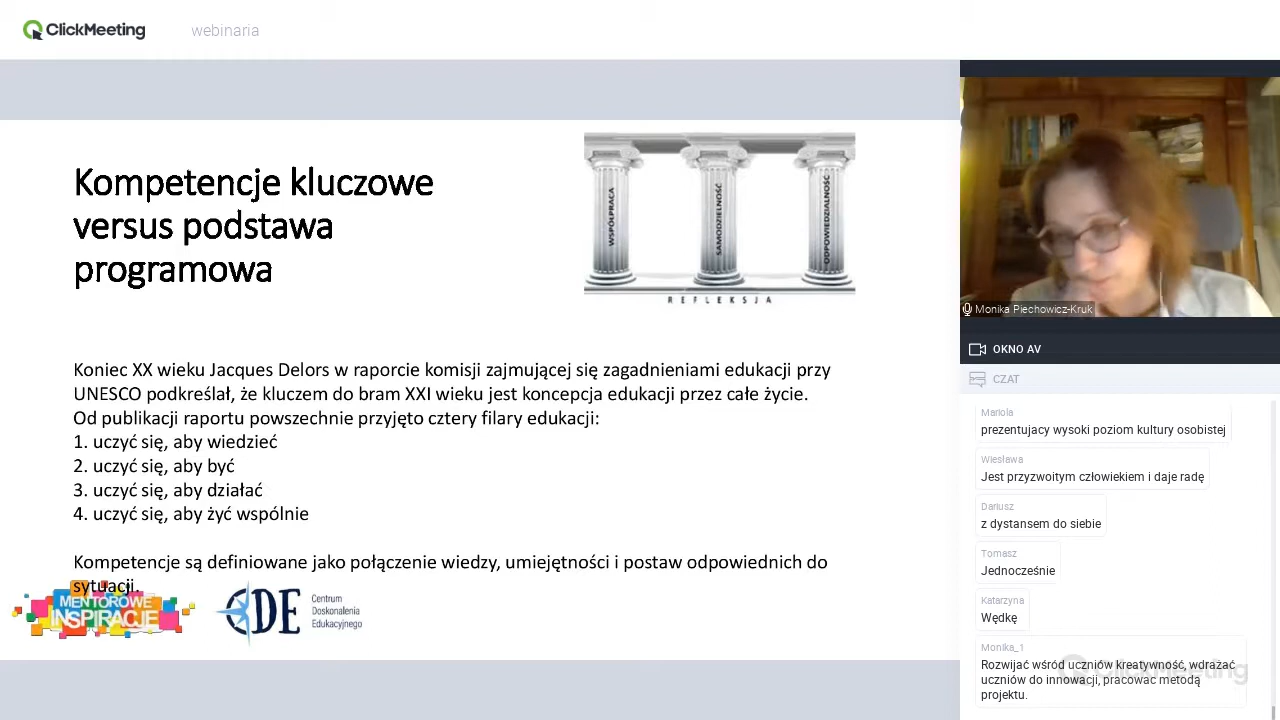 ClickMeeting
webinaria
Kompetencje kluczowe
versus podstawa
programowa
WSPÓŁPRACA
SAMODZIELNOŚĆ
ODPOWIEDZIALNOŚĆ
REFLEKSJA
Koniec XX wieku Jacques Delors w raporcie komisji zajmującej się zagadnieniami edukacji przy
UNESCO podkreślał, że kluczem do bram XXI wieku jest koncepcja edukacji przez całe życie.
Od publikacji raportu powszechnie przyjęto cztery filary edukacji:
1. uczyć się, aby wiedzieć
2. uczyć się, aby być
3. uczyć się, aby działać
4. uczyć się, aby żyć wspólnie
Kompetencje są definiowane jako połączenie wiedzy, umiejętności i postaw odpowiednich do
sytuacji.
MENTOROWE
INSPIRACJE
CDE
Centrum
Doskonalenia
Edukacyjnego
Monika Piechowicz-Kruk
OKNO AV
CZAT
Mariola
prezentujacy wysoki poziom kultury osobistej
Wiesława
Jest przyzwoitym człowiekiem i daje radę
Dariusz
z dystansem do siebie
Tomasz
Jednocześnie
Katarzyna
Wędkę
Monika_1
Rozwijać wśród uczniów kreatywność, wdrażać
uczniów do innowacji, pracować metodą
projektu.
ClickMeeting